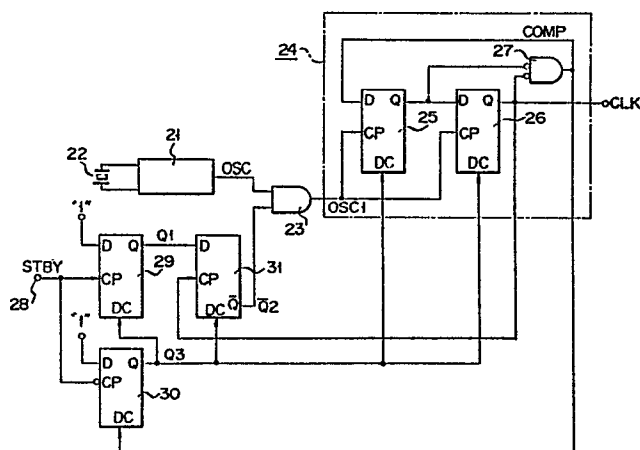 COMP
24
27
D Q
D Q
CLK
25
26
CP
CP
21
22
OSC
DC
DC
23
OSC1
"1"
D Q
Q1
D
STBY
28
CP
29
CP
31
DC
DC
Q̄
Q̄2
"1"
Q3
D Q
CP
30
DC